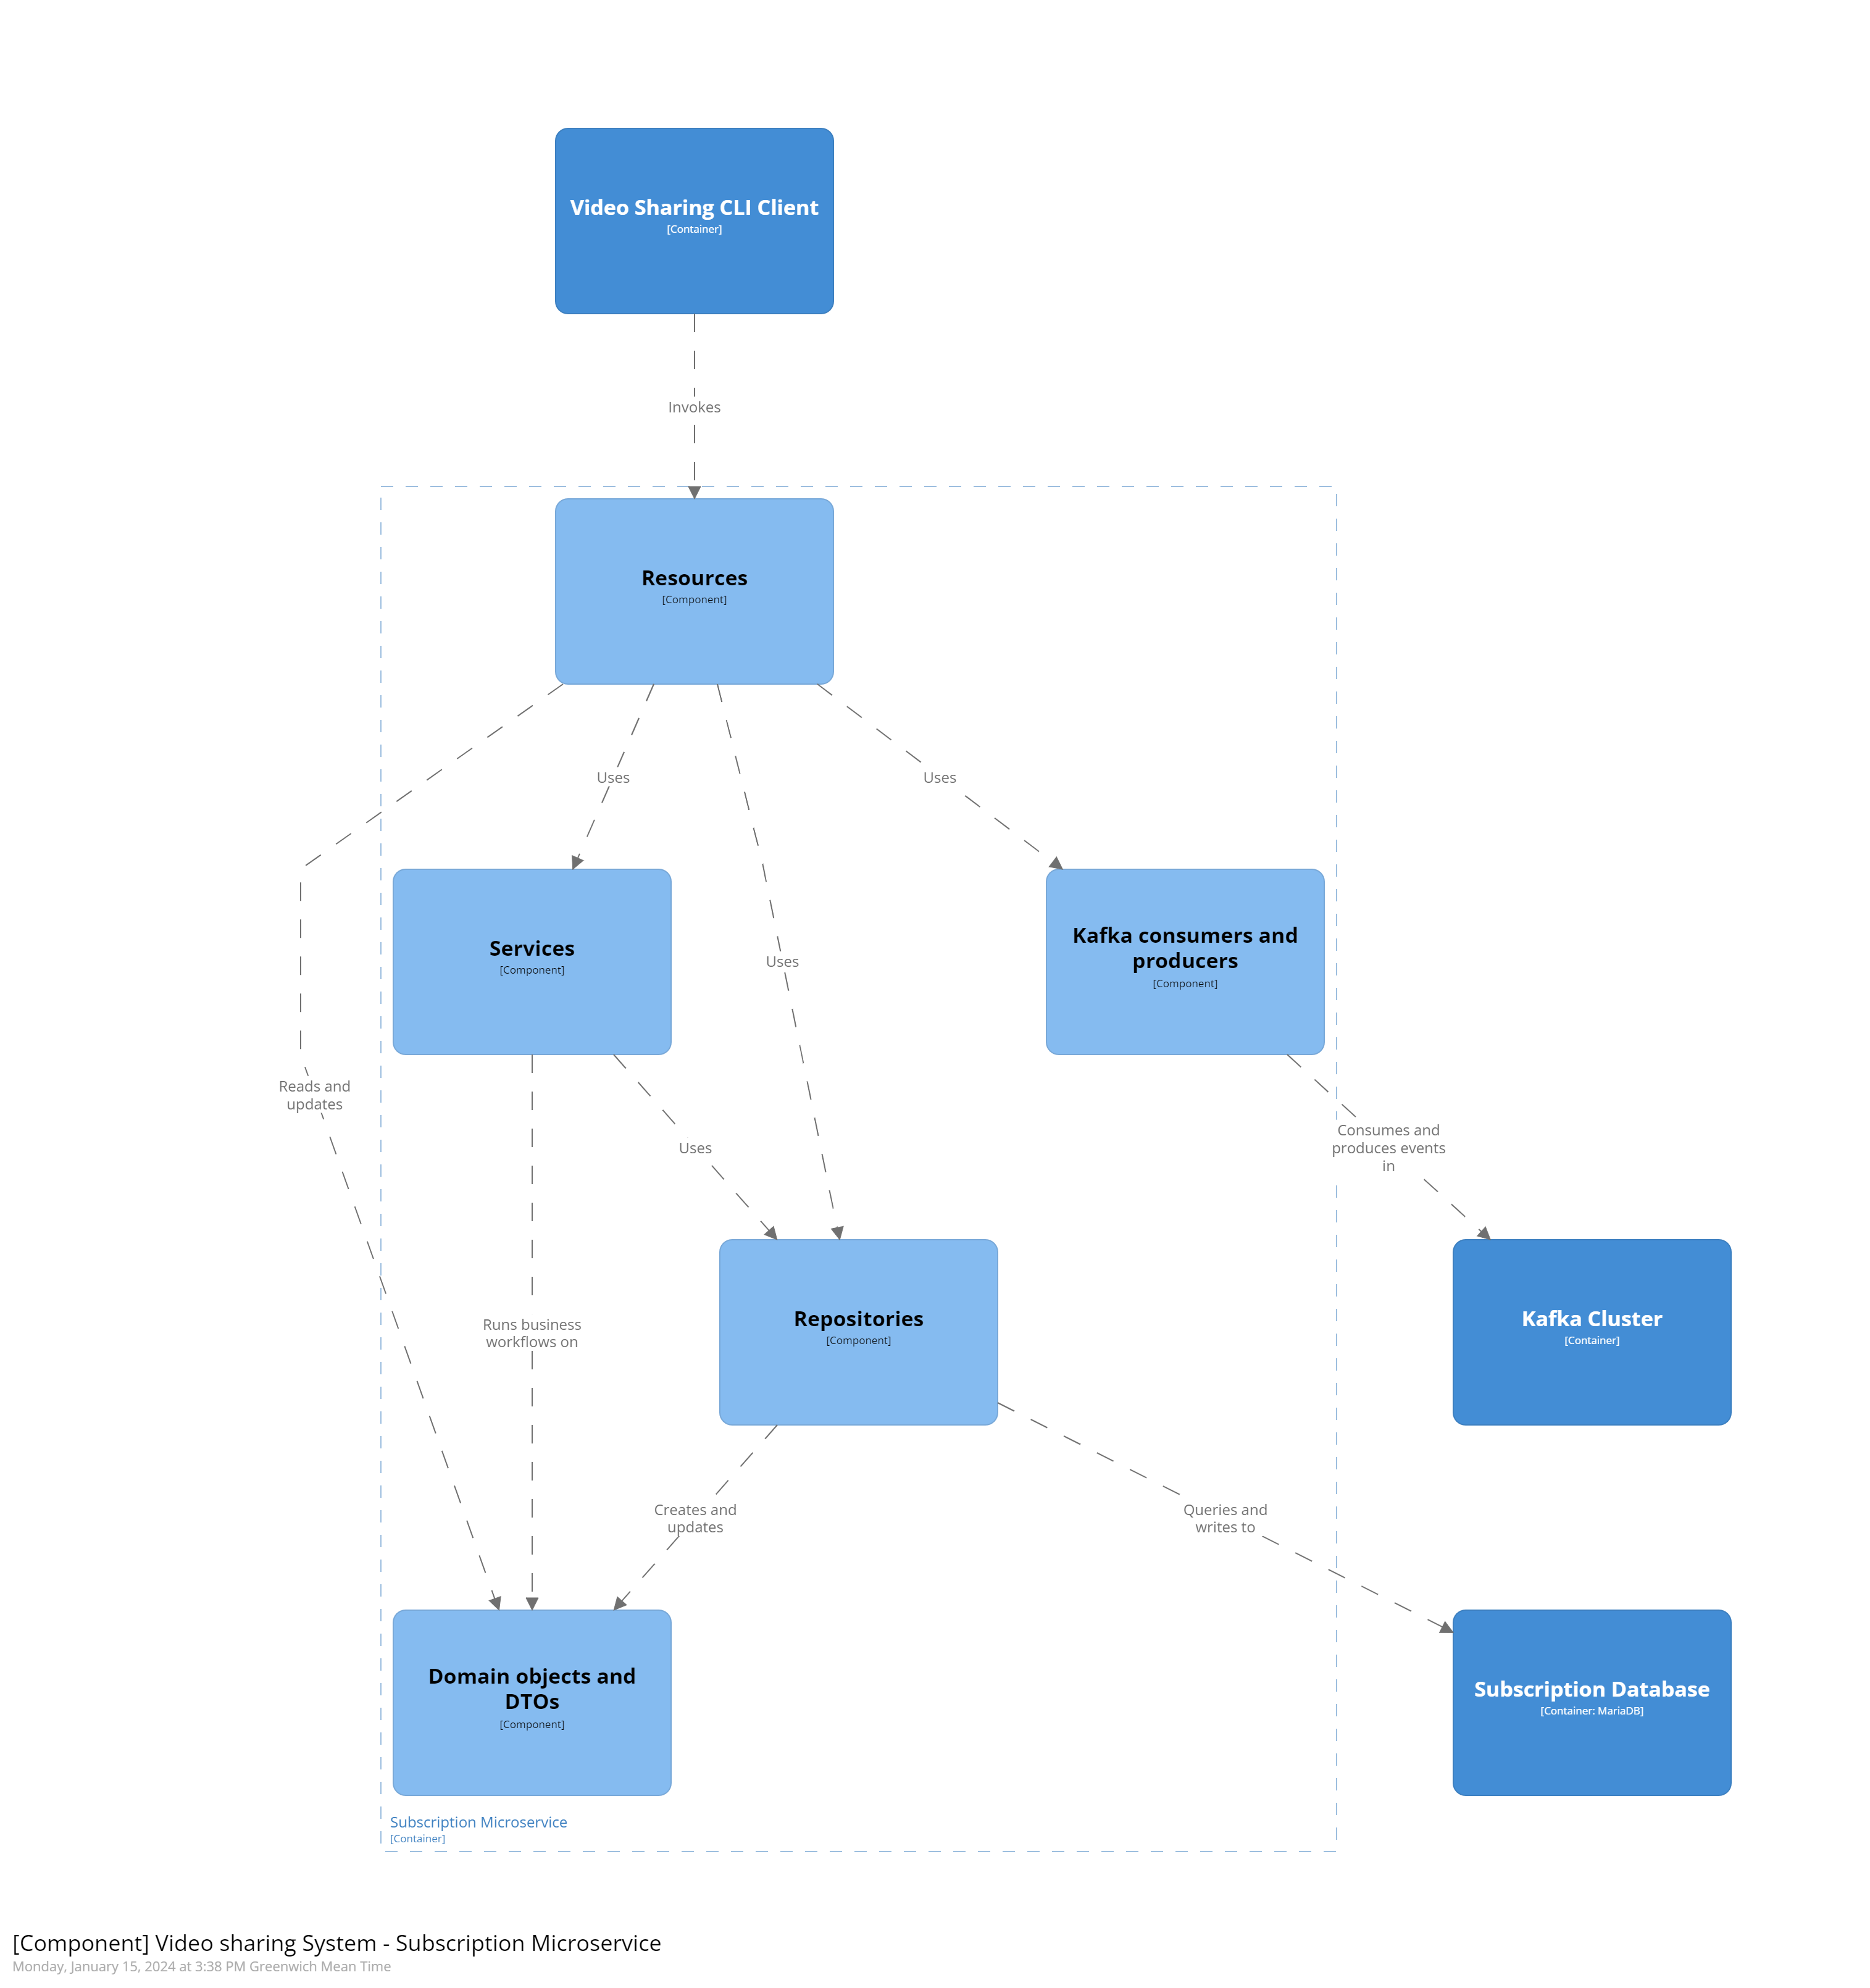 Video Sharing CLI Client
[Container]
Invokes
Resources
[Component]
Uses
Uses
Services
[Component]
Uses
Kafka consumers and
producers
[Component]
Reads and
updates
Uses
Consumes and
produces events
in
Runs business
workflows on
Repositories
[Component]
Kafka Cluster
[Container]
Creates and
updates
Queries and
writes to
Domain objects and
DTOs
[Component]
Subscription Database
[Container: MariaDB]
Subscription Microservice
[Container]
[Component] Video sharing System - Subscription Microservice
Monday, January 15, 2024 at 3:38 PM Greenwich Mean Time